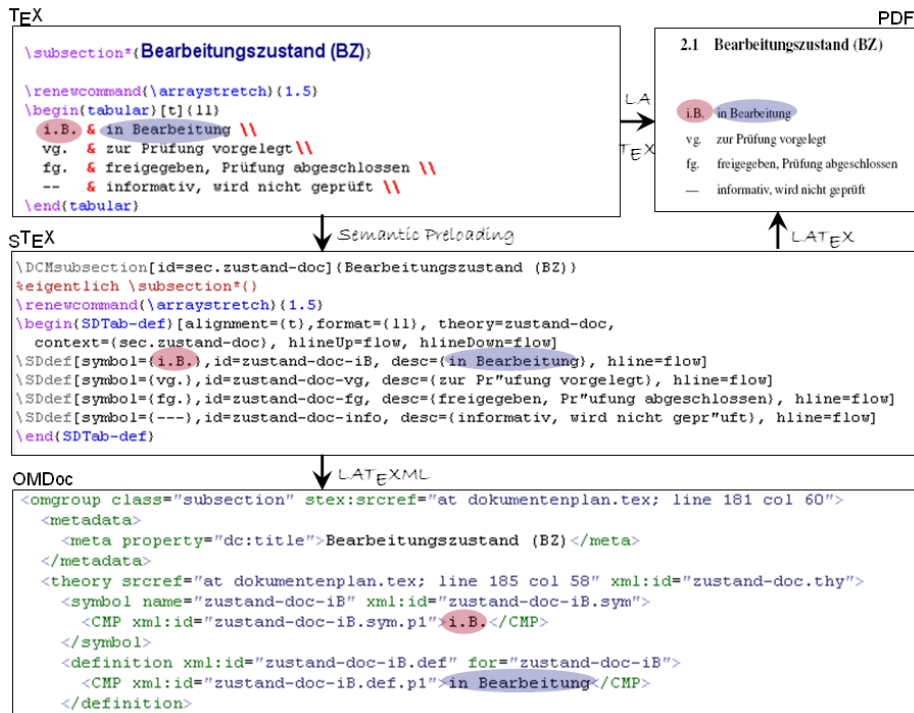 TEX
\subsection*{Bearbeitungszustand (BZ)}
\renewcommand{\arraystretch}{1.5}
\begin{tabular}[t]{ll}
i.B. & in Bearbeitung \\
vg. & zur Prüfung vorgelegt\\
fg. & freigegeben, Prüfung abgeschlossen \\
-- & informativ, wird nicht geprüft \\
\end{tabular}
LA
TEX
PDF
2.1 Bearbeitungszustand (BZ)
i.B. in Bearbeitung
vg. zur Prüfung vorgelegt
fg. freigegeben, Prüfung abgeschlossen
— informativ, wird nicht geprüft
Semantic Preloading
LATEX
STEX
\DCMsubsection[id=sec.zustand-doc]{Bearbeitungszustand (BZ)}
%eigentlich \subsection*{}
\renewcommand{\arraystretch}{1.5}
\begin{SDTab-def}[alignment={t},format={ll}, theory=zustand-doc,
context={sec.zustand-doc}, hlineUp=flow, hlineDown=flow]
\SDdef[symbol={i.B.},id=zustand-doc-iB, desc={in Bearbeitung}, hline=flow]
\SDdef[symbol={vg.},id=zustand-doc-vg, desc={zur Pr"ufung vorgelegt}, hline=flow]
\SDdef[symbol={fg.},id=zustand-doc-fg, desc={freigegeben, Pr"ufung abgeschlossen}, hline=flow]
\SDdef[symbol={---},id=zustand-doc-info, desc={informativ, wird nicht gepr"uft}, hline=flow]
\end{SDTab-def}
LATEXML
OMDoc
<omgroup class="subsection" stex:srcref="at dokumentenplan.tex; line 181 col 60">
<metadata>
<meta property="dc:title">Bearbeitungszustand (BZ)</meta>
</metadata>
<theory srcref="at dokumentenplan.tex; line 185 col 58" xml:id="zustand-doc.thy">
<symbol name="zustand-doc-iB" xml:id="zustand-doc-iB.sym">
<CMP xml:id="zustand-doc-iB.sym.p1">i.B.</CMP>
</symbol>
<definition xml:id="zustand-doc-iB.def" for="zustand-doc-iB">
<CMP xml:id="zustand-doc-iB.def.p1">in Bearbeitung</CMP>
</definition>